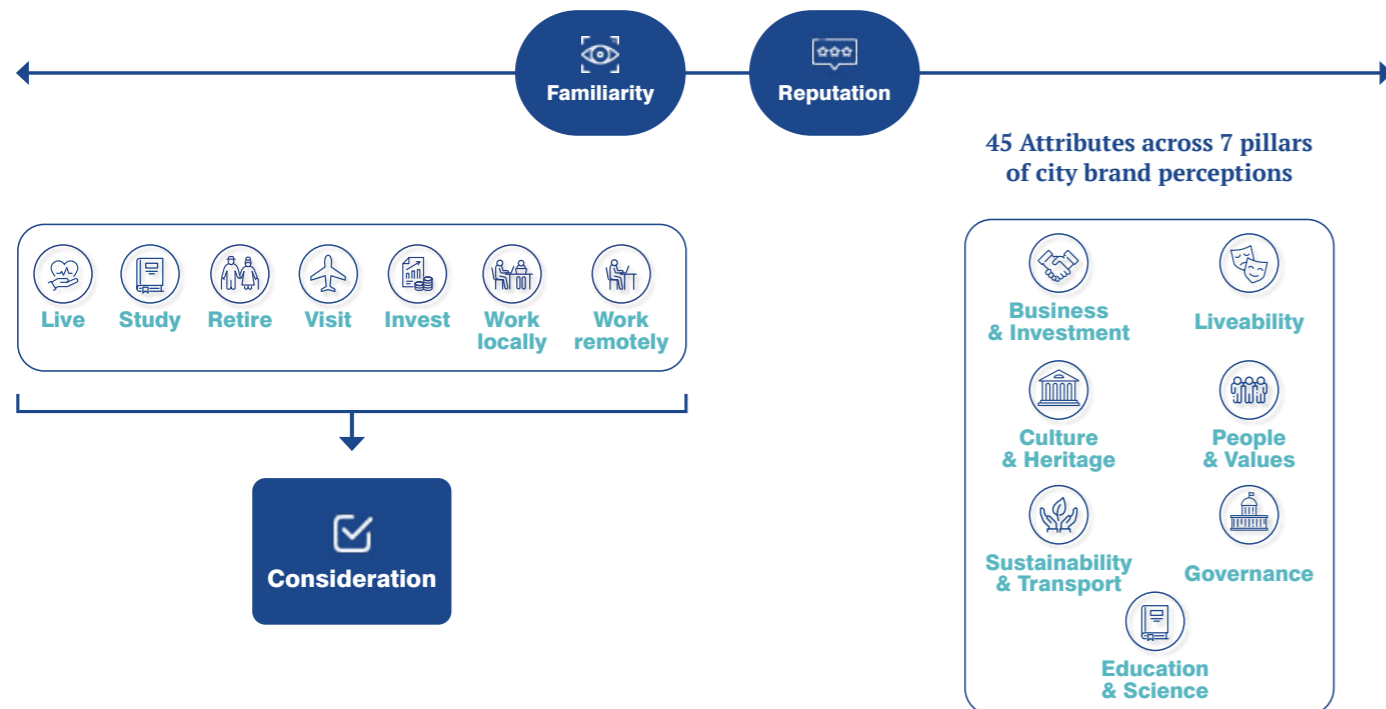 Familiarity
Reputation
45 Attributes across 7 pillars
of city brand perceptions
Live
Study
Retire
Visit
Invest
Work
locally
Work
remotely
Consideration
Business
& Investment
Liveability
Culture
& Heritage
People
& Values
Sustainability
& Transport
Governance
Education
& Science